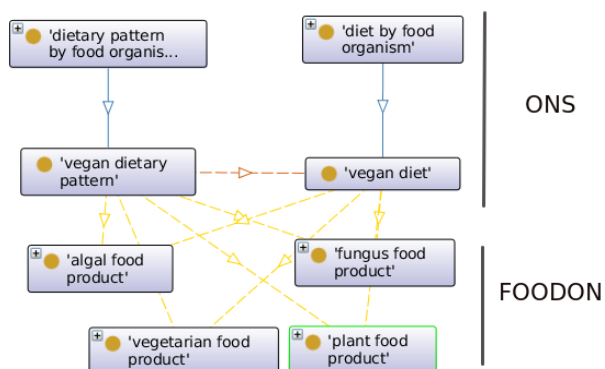 'dietary pattern
by food organis...
'diet by food
organism'
ONS
'vegan dietary
pattern'
'vegan diet'
'algal food
product'
'fungus food
product'
FOODON
'vegetarian food
product'
'plant food
product'